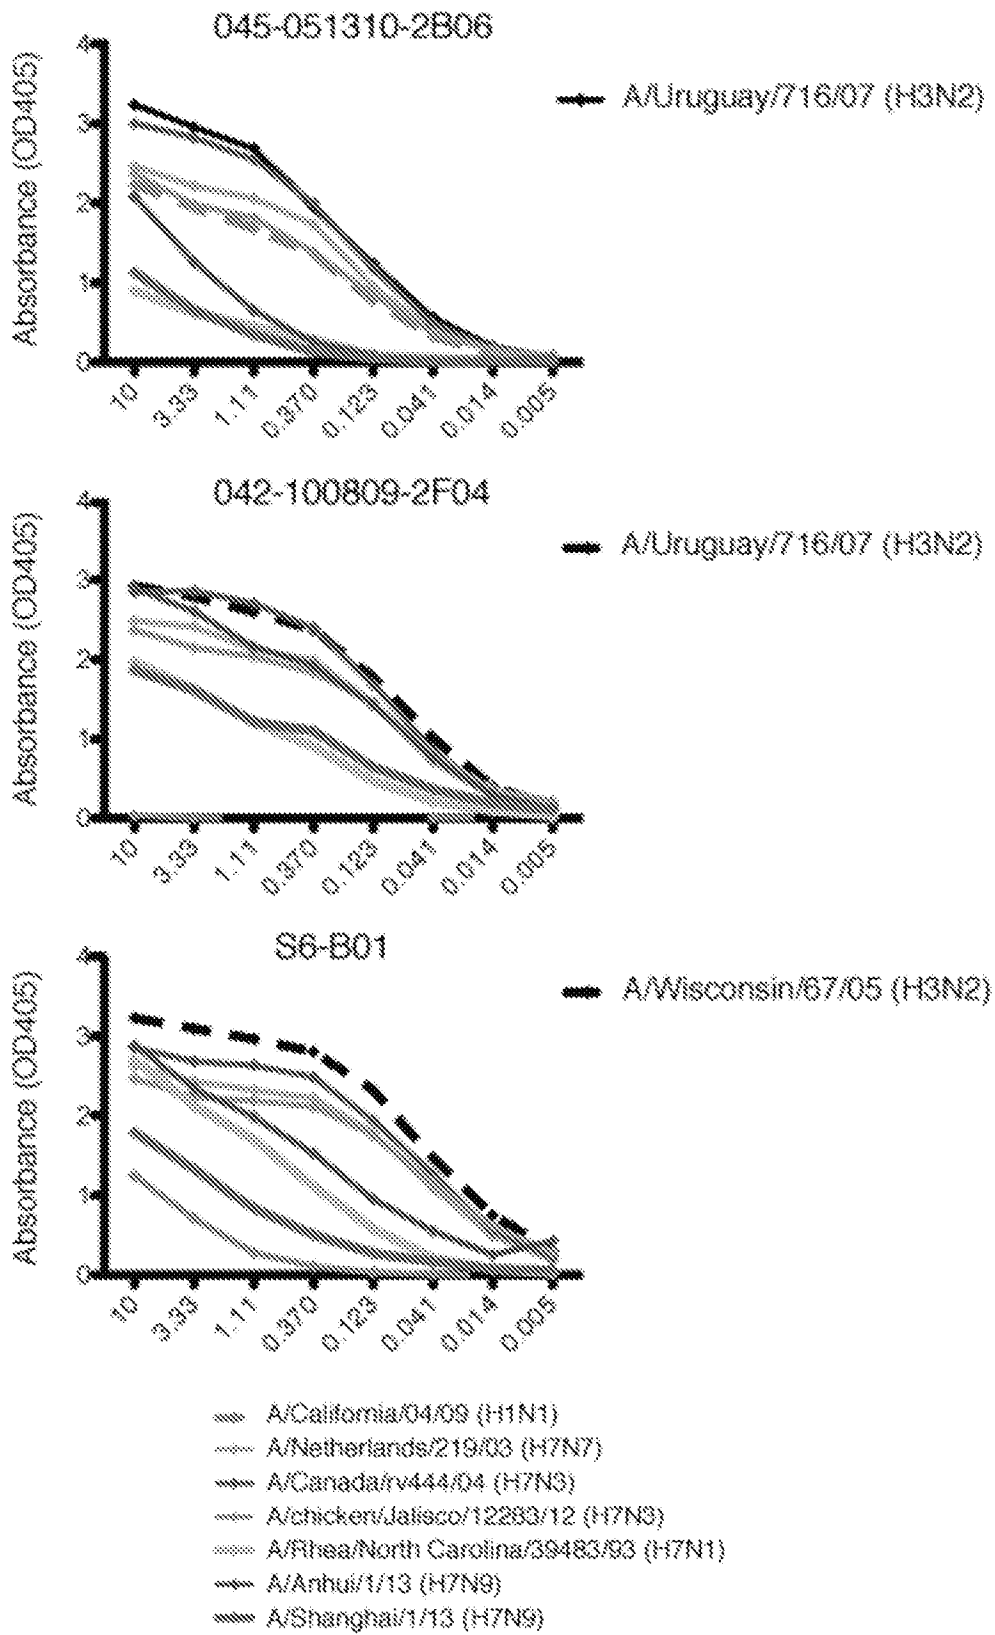 045-051310-2B06
Absorbance (OD405)
4
3
2
1
0
10
3.33
1.11
0.370
0.123
0.041
0.014
0.005
A/Uruguay/716/07 (H3N2)
042-100809-2F04
Absorbance (OD405)
4
3
2
1
0
10
3.33
1.11
0.370
0.123
0.041
0.014
0.005
A/Uruguay/716/07 (H3N2)
S6-B01
Absorbance (OD405)
4
3
2
1
0
10
3.33
1.11
0.370
0.123
0.041
0.014
0.005
A/Wisconsin/67/05 (H3N2)
A/California/04/09 (H1N1)
A/Netherlands/219/03 (H7N7)
A/Canada/rv444/04 (H7N3)
A/chicken/Jalisco/12283/12 (H7N3)
A/Rhea/North Carolina/39483/93 (H7N1)
A/Anhui/1/13 (H7N9)
A/Shanghai/1/13 (H7N9)